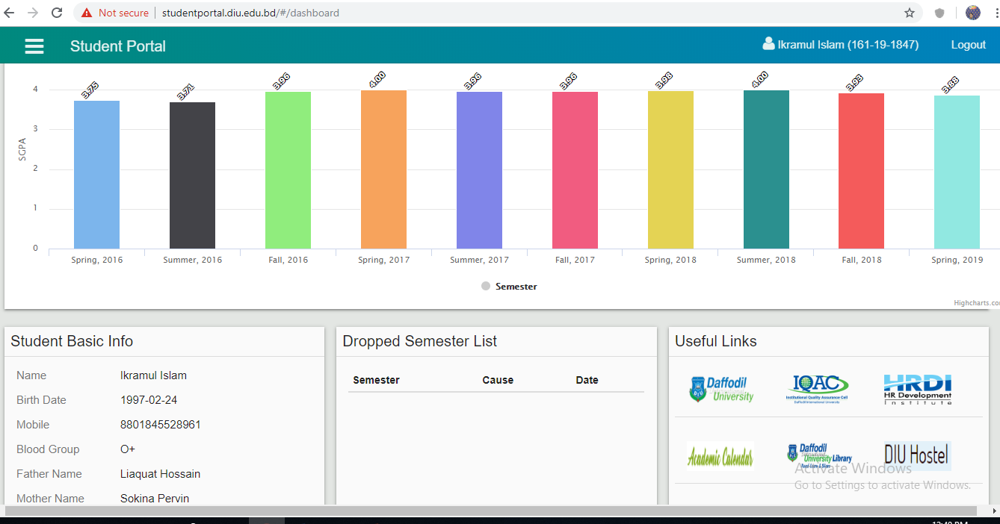 Not secure studentportal.diu.edu.bd/#/dashboard
Student Portal Ikramul Islam (161-19-1847) Logout
3.75 3.71 3.96 4.00 3.96 3.96 3.98 4.00 3.93 3.88
4
3
2
1
0
SGPA
Spring, 2016 Summer, 2016 Fall, 2016 Spring, 2017 Summer, 2017 Fall, 2017 Spring, 2018 Summer, 2018 Fall, 2018 Spring, 2019
Semester
Highcharts.co
Student Basic Info
Name Ikramul Islam
Birth Date 1997-02-24
Mobile 8801845528961
Blood Group O+
Father Name Liaquat Hossain
Mother Name Sokina Pervin
Dropped Semester List
Semester Cause Date
Useful Links
Daffodil
International
University
IQAC
Institutional Quality Assurance Cell
Daffodil International University
HRDI
HR Development
Institute
Academic Calendar
Daffodil
International
University Library
DIU Hostel
Activate Windows
Go to Settings to activate Windows.